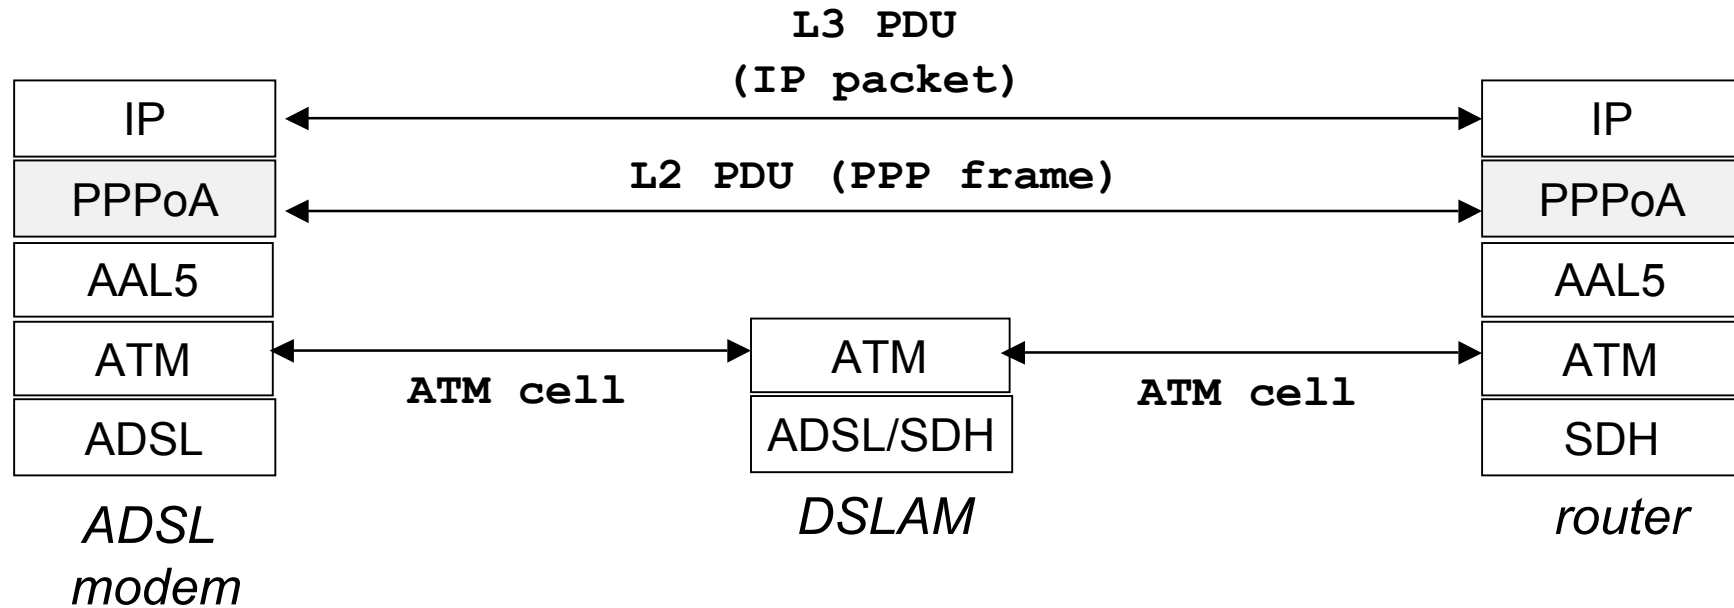 L3 PDU
(IP packet)
IP
IP
L2 PDU (PPP frame)
PPPoA
PPPoA
AAL5
AAL5
ATM
ATM
ATM
ATM cell
ATM cell
ADSL
ADSL/SDH
SDH
ADSL
modem
DSLAM
router